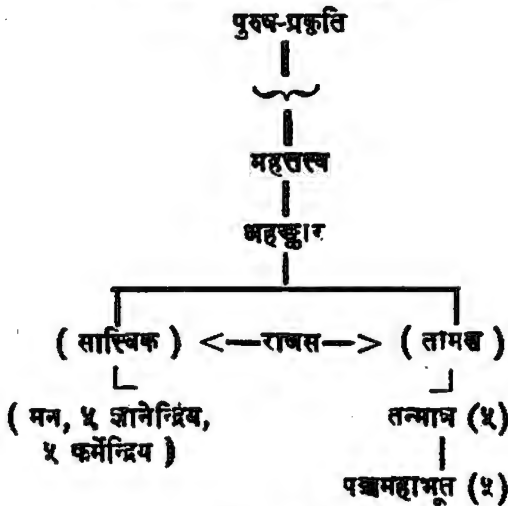 पुरुष-प्रकृति
महत्तत्त्व
अहङ्कार
( सात्त्विक ) <—राजस—> ( तामस )
( मन, ५ ज्ञानेन्द्रिय,
५ कर्मेन्द्रिय )
तन्मात्र (५)
पञ्चमहाभूत (५)